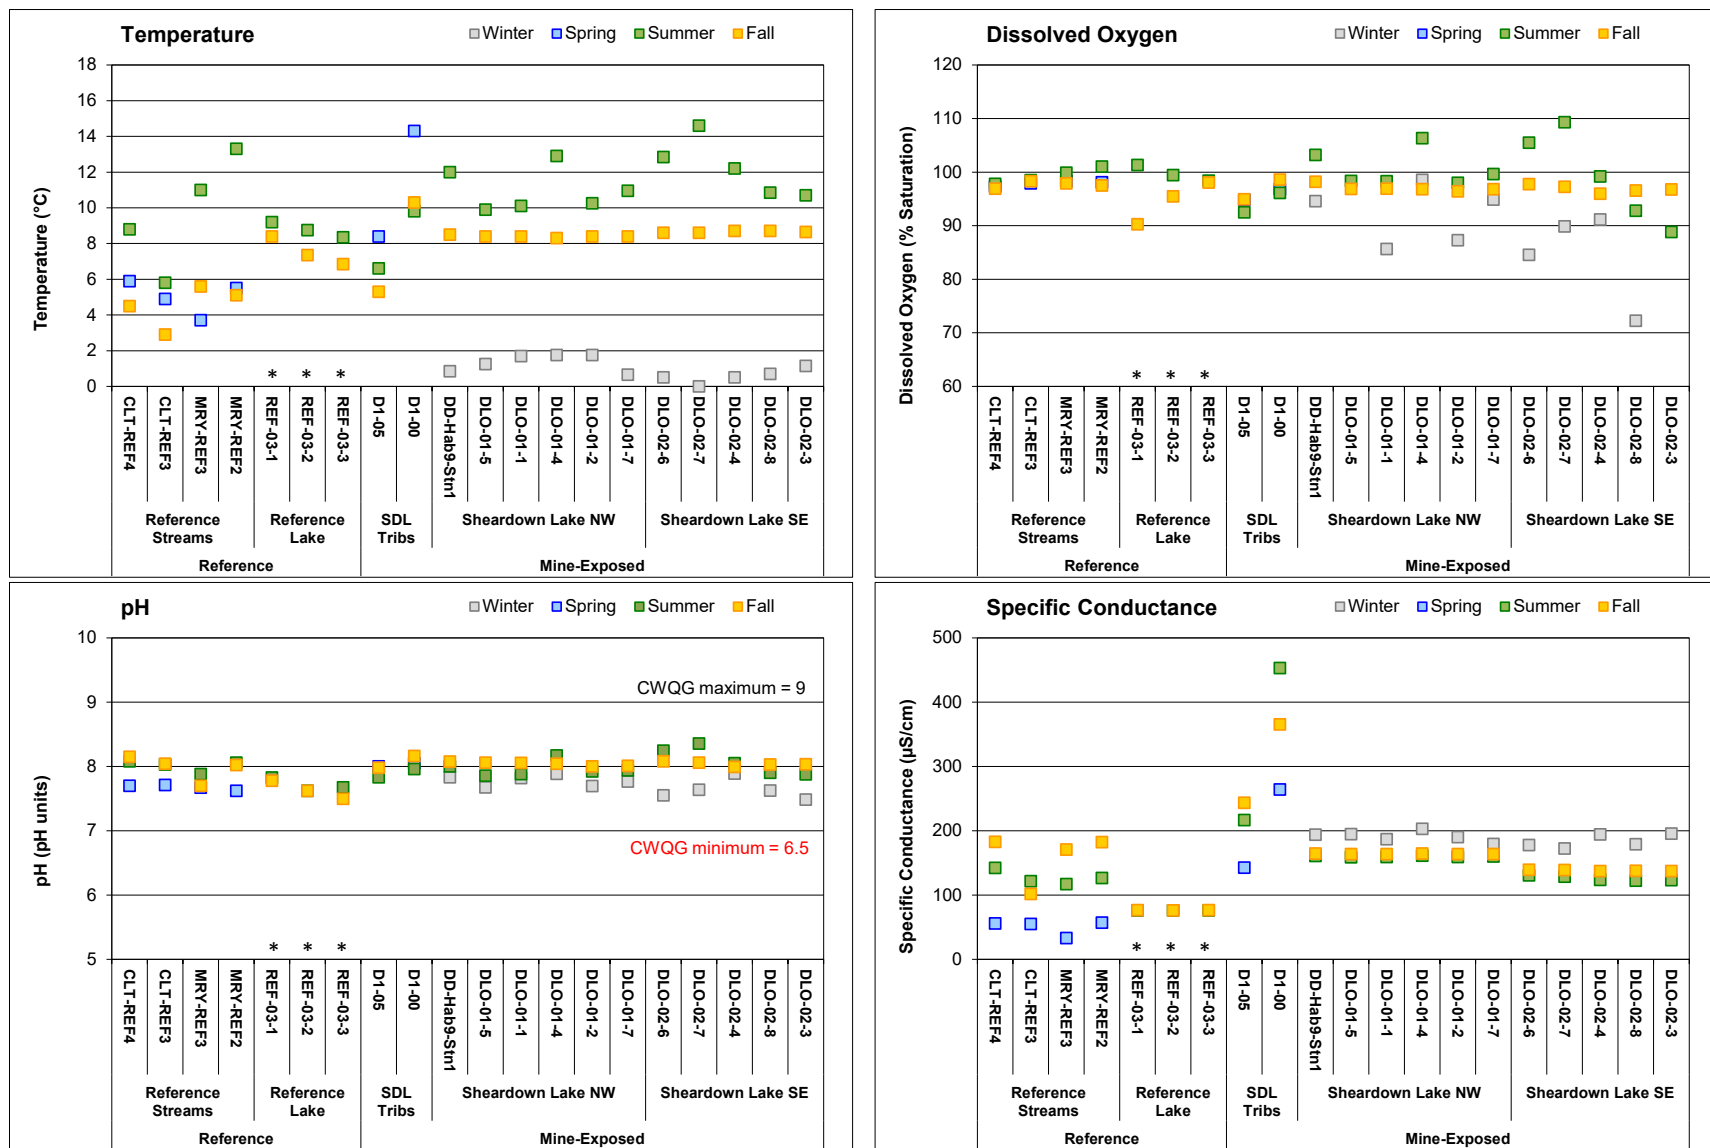 Temperature
Winter Spring Summer Fall
Temperature (°C)
18
16
14
12
10
8
6
4
2
0
* * *
CLT-REF4
CLT-REF3
MRY-REF3
MRY-REF2
REF-03-1
REF-03-2
REF-03-3
D1-05
D1-00
DD-Hab9-Stn1
DLO-01-5
DLO-01-1
DLO-01-4
DLO-01-2
DLO-01-7
DLO-02-6
DLO-02-7
DLO-02-4
DLO-02-8
DLO-02-3
Reference Streams
Reference Lake
SDL Tribs
Sheardown Lake NW
Sheardown Lake SE
Reference
Mine-Exposed
Dissolved Oxygen
Winter Spring Summer Fall
Dissolved Oxygen (% Saturation)
120
110
100
90
80
70
60
* * *
CLT-REF4
CLT-REF3
MRY-REF3
MRY-REF2
REF-03-1
REF-03-2
REF-03-3
D1-05
D1-00
DD-Hab9-Stn1
DLO-01-5
DLO-01-1
DLO-01-4
DLO-01-2
DLO-01-7
DLO-02-6
DLO-02-7
DLO-02-4
DLO-02-8
DLO-02-3
Reference Streams
Reference Lake
SDL Tribs
Sheardown Lake NW
Sheardown Lake SE
Reference
Mine-Exposed
pH
Winter Spring Summer Fall
pH (pH units)
10
9
8
7
6
5
CWQG maximum = 9
CWQG minimum = 6.5
* * *
CLT-REF4
CLT-REF3
MRY-REF3
MRY-REF2
REF-03-1
REF-03-2
REF-03-3
D1-05
D1-00
DD-Hab9-Stn1
DLO-01-5
DLO-01-1
DLO-01-4
DLO-01-2
DLO-01-7
DLO-02-6
DLO-02-7
DLO-02-4
DLO-02-8
DLO-02-3
Reference Streams
Reference Lake
SDL Tribs
Sheardown Lake NW
Sheardown Lake SE
Reference
Mine-Exposed
Specific Conductance
Winter Spring Summer Fall
Specific Conductance (µS/cm)
500
400
300
200
100
0
* * *
CLT-REF4
CLT-REF3
MRY-REF3
MRY-REF2
REF-03-1
REF-03-2
REF-03-3
D1-05
D1-00
DD-Hab9-Stn1
DLO-01-5
DLO-01-1
DLO-01-4
DLO-01-2
DLO-01-7
DLO-02-6
DLO-02-7
DLO-02-4
DLO-02-8
DLO-02-3
Reference Streams
Reference Lake
SDL Tribs
Sheardown Lake NW
Sheardown Lake SE
Reference
Mine-Exposed